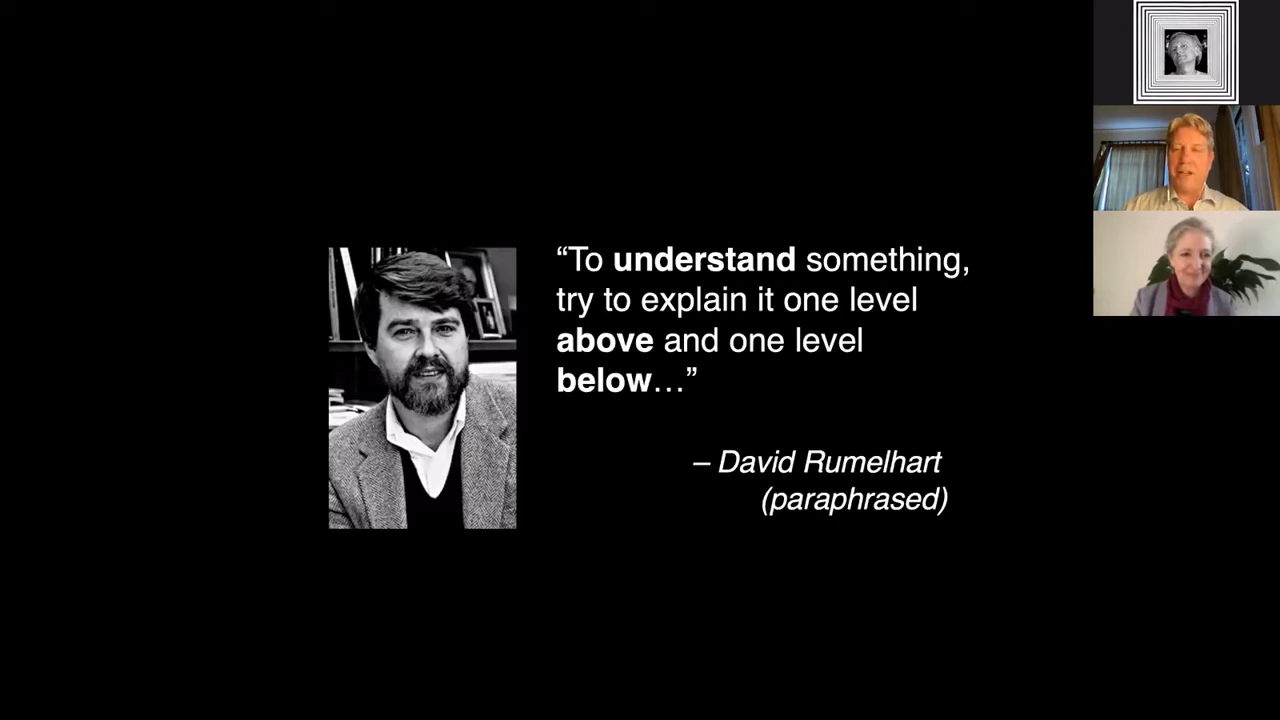 “To understand something,
try to explain it one level
above and one level
below…”
– David Rumelhart
(paraphrased)